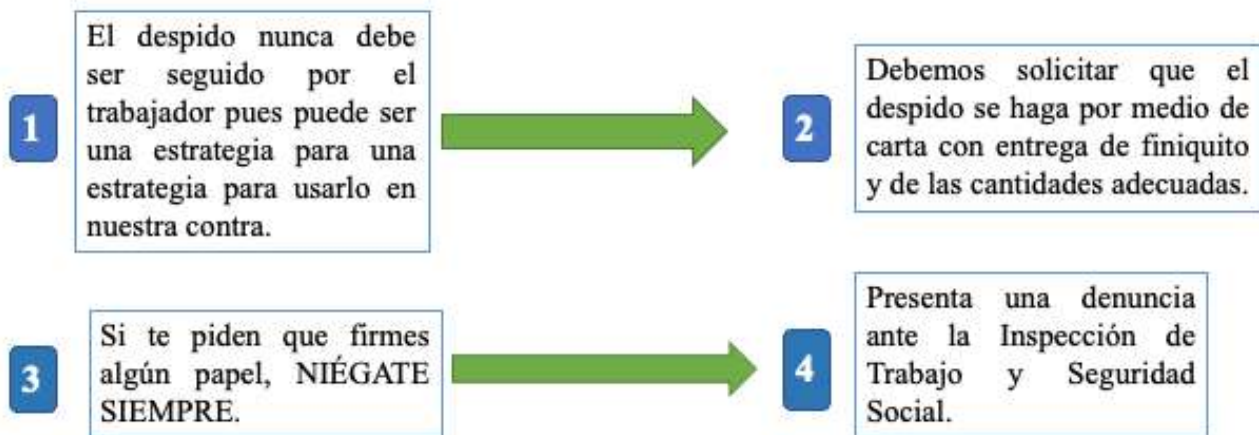 1
El despido nunca debe
ser seguido por el
trabajador pues puede ser
una estrategia para una
estrategia para usarlo en
nuestra contra.
2
Debemos solicitar que el
despido se haga por medio de
carta con entrega de finiquito
y de las cantidades adecuadas.
3
Si te piden que firmes
algún papel, NIÉGATE
SIEMPRE.
4
Presenta una denuncia
ante la Inspección de
Trabajo y Seguridad
Social.